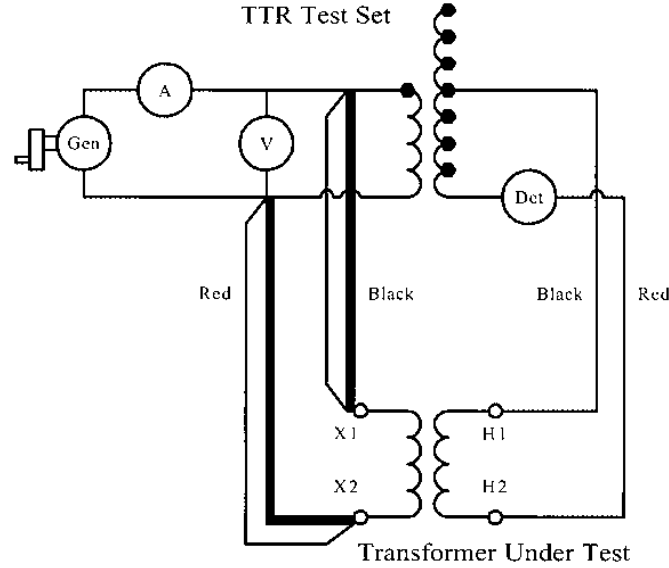 TTR Test Set
A
Gen
V
Det
Red
Black
Black
Red
X1
H1
X2
H2
Transformer Under Test